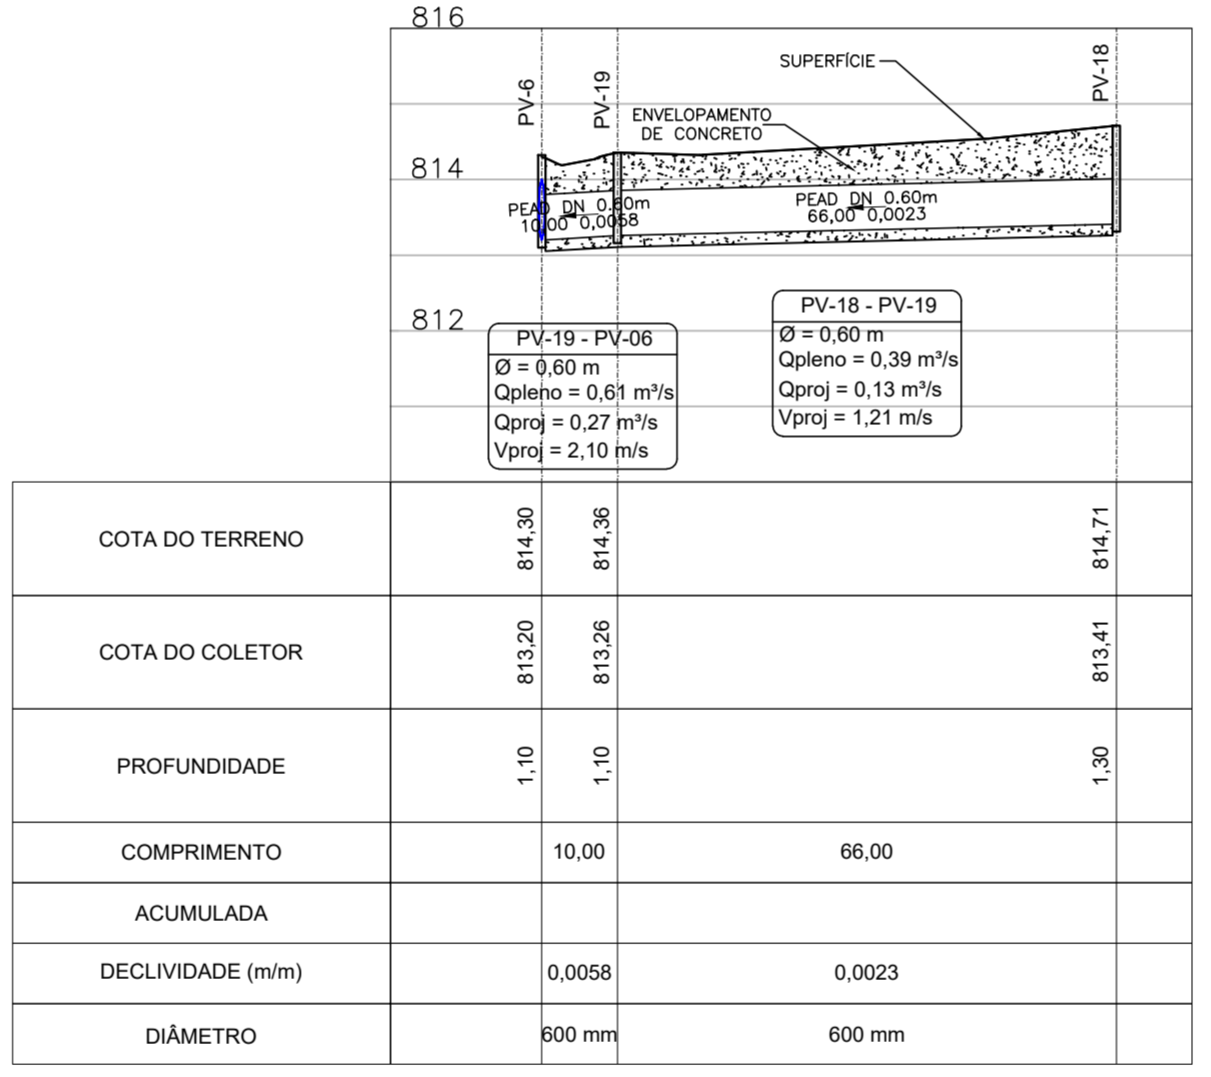 816
SUPERFÍCIE
PV-6
PV-19
PV-18
ENVELOPAMENTO
DE CONCRETO
814
PEAD DN 0.60m
10,00 0,0058
PEAD DN 0.60m
66,00 0,0023
812
PV-19 - PV-06
Ø = 0,60 m
Qpleno = 0,61 m³/s
Qproj = 0,27 m³/s
Vproj = 2,10 m/s
PV-18 - PV-19
Ø = 0,60 m
Qpleno = 0,39 m³/s
Qproj = 0,13 m³/s
Vproj = 1,21 m/s
COTA DO TERRENO
814,30
814,36
814,71
COTA DO COLETOR
813,20
813,26
813,41
PROFUNDIDADE
1,10
1,10
1,30
COMPRIMENTO
10,00
66,00
ACUMULADA
DECLIVIDADE (m/m)
0,0058
0,0023
DIÂMETRO
600 mm
600 mm